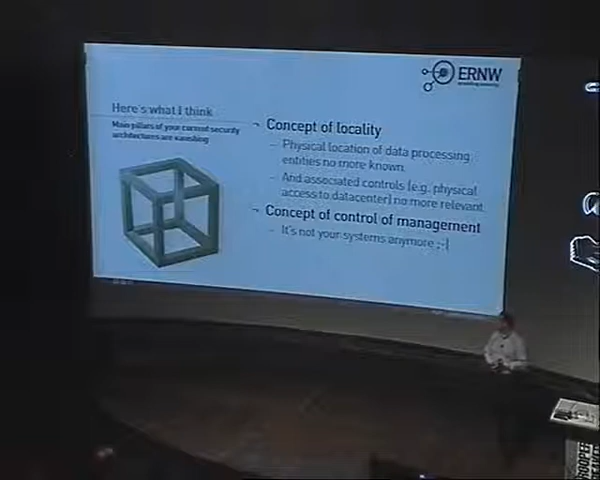 ERNW
Here's what I think
Main pillars of your current security
architectures are vanishing
¬ Concept of locality
– Physical location of data processing
entities no more known.
– And associated controls [e.g. physical
access to datacenter] no more relevant.
¬ Concept of control of management
– It's not your systems anymore ;-|